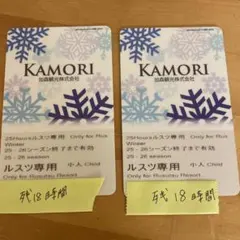 KAMORI
加森観光株式会社
25Hoursルスツ専用 Only for Rus
Winter
25-26シーズン終了まで有効
25-26 season
ルスツ専用 小人 Child
Only for Rusutsu Resort
残18時間
KAMORI
加森観光株式会社
25Hoursルスツ専用 Only for Rus
Winter
25-26シーズン終了まで有効
25-26 season
ルスツ専用 小人 Child
Only for Rusutsu Resort
残18時間